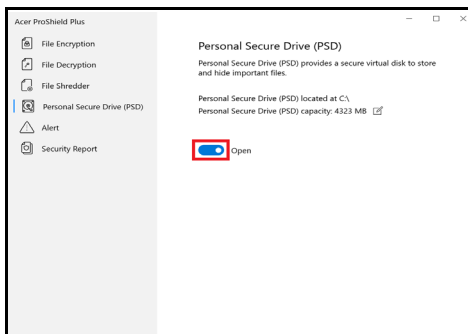 Acer ProShield Plus
File Encryption
File Decryption
File Shredder
Personal Secure Drive (PSD)
Alert
Security Report
Personal Secure Drive (PSD)
Personal Secure Drive (PSD) provides a secure virtual disk to store
and hide important files.
Personal Secure Drive (PSD) located at C:\
Personal Secure Drive (PSD) capacity: 4323 MB
Open